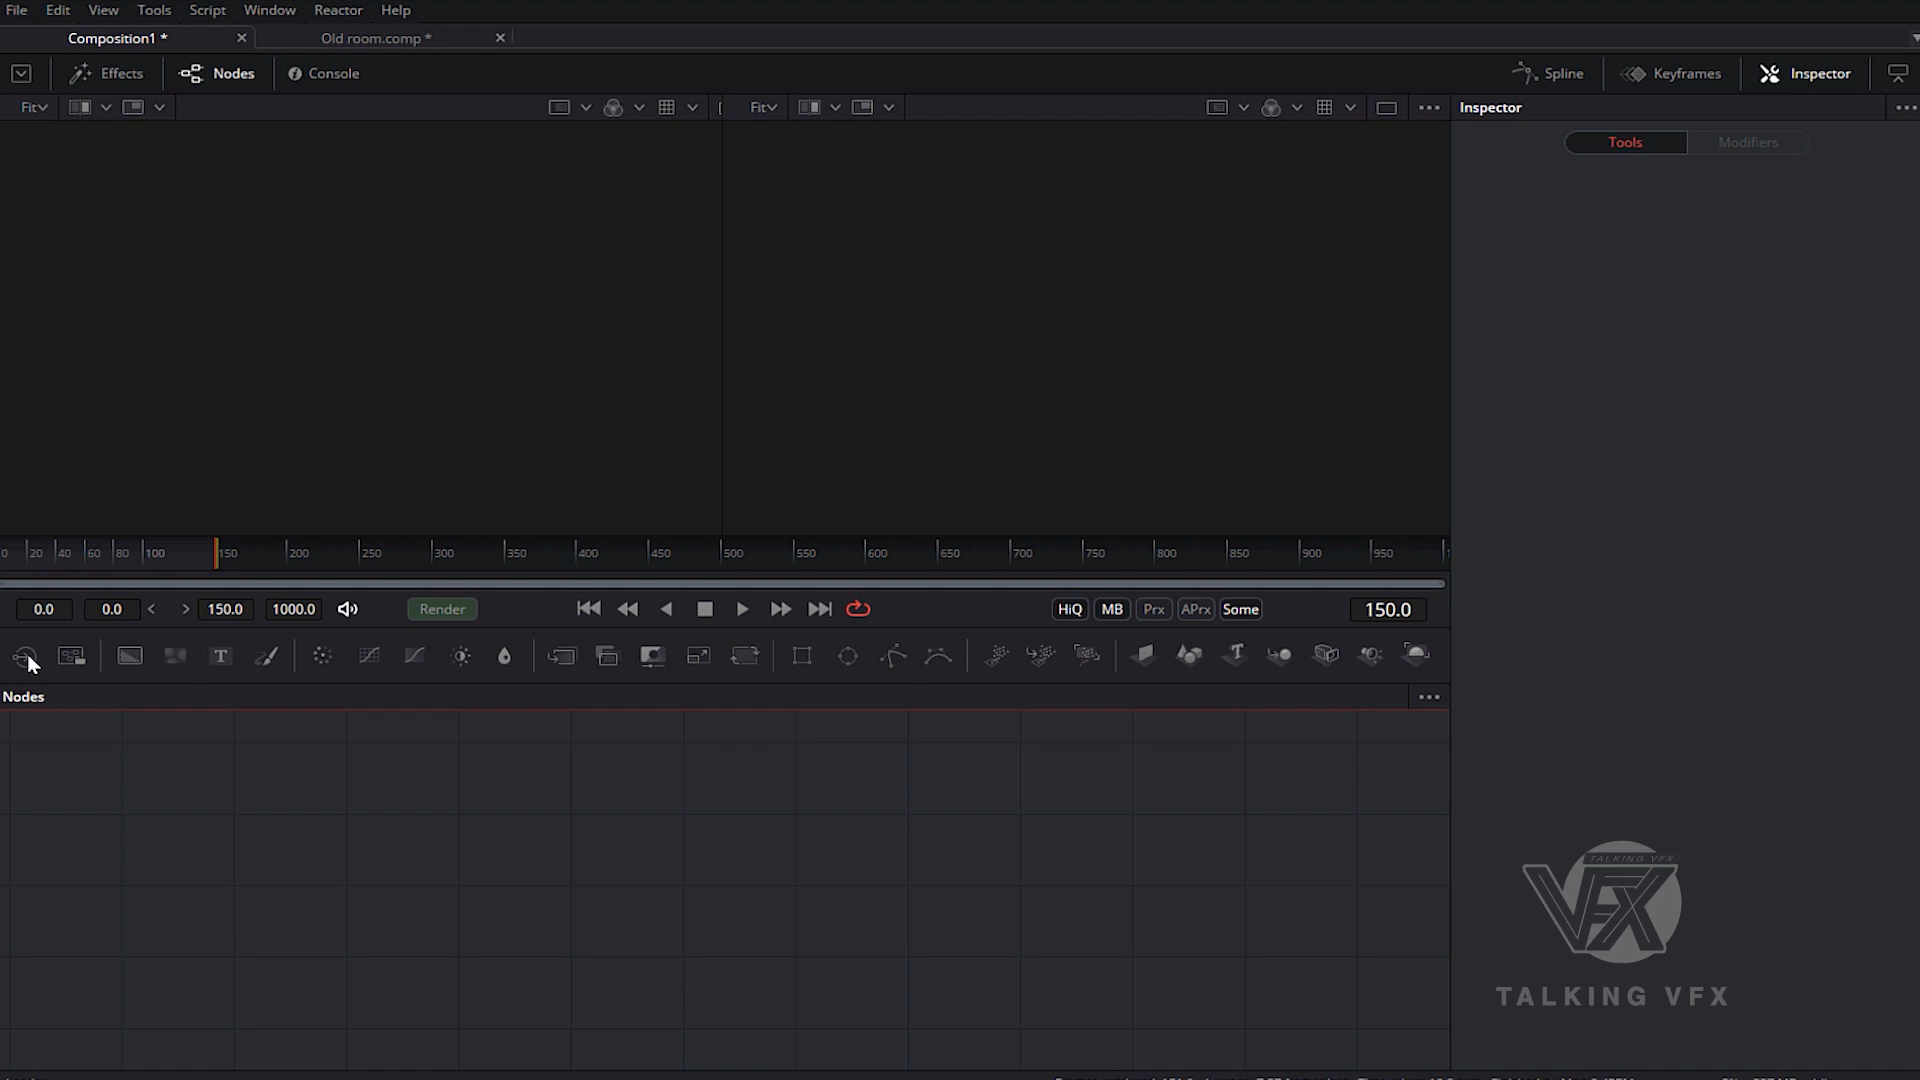 File Edit View Tools Script Window Reactor Help
Composition1 * Old room.comp *
Effects Nodes Console Spline Keyframes Inspector
Fit Fit Inspector
Tools Modifiers
0 20 40 60 80 100 150 200 250 300 350 400 450 500 550 600 650 700 750 800 850 900 950
0.0 0.0 < > 150.0 1000.0 Render HiQ MB Prx APrx Some 150.0
T
Nodes
TALKING VFX
VFX
TALKING VFX